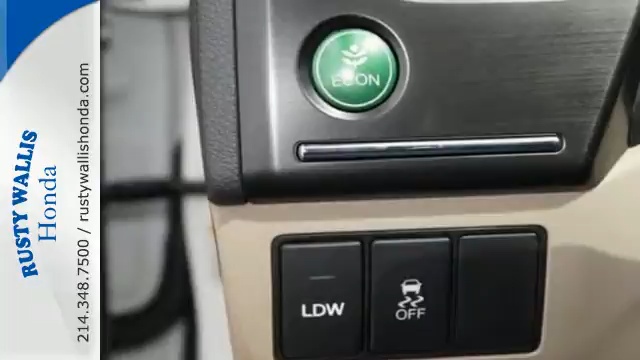 RUSTY WALLIS
Honda
214.348.7500 / rustywallishonda.com
ECON
LDW
OFF